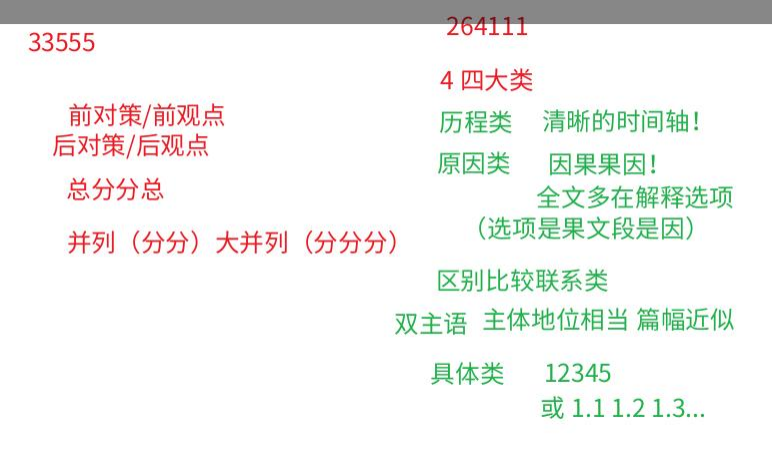 33555
前对策/前观点
后对策/后观点
总分分总
并列（分分）大并列（分分分）
264111
4 四大类
历程类 清晰的时间轴！
原因类 因果果因！
全文多在解释选项
（选项是果文段是因）
区别比较联系类
双主语 主体地位相当 篇幅近似
具体类 12345
或 1.1 1.2 1.3...